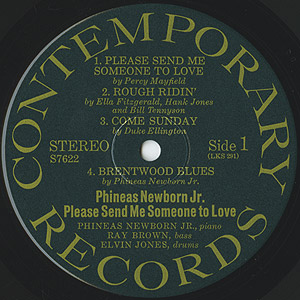 CONTEMPORARY
1. PLEASE SEND ME
SOMEONE TO LOVE
by Percy Mayfield
2. ROUGH RIDIN'
by Ella Fitzgerald, Hank Jones
and Bill Tennyson
3. COME SUNDAY
by Duke Ellington
STEREO
S7622
Side 1
(LKS 291)
4. BRENTWOOD BLUES
by Phineas Newborn Jr.
Phineas Newborn Jr.
Please Send Me Someone to Love
PHINEAS NEWBORN JR., piano
RAY BROWN, bass
ELVIN JONES, drums
RECORDS